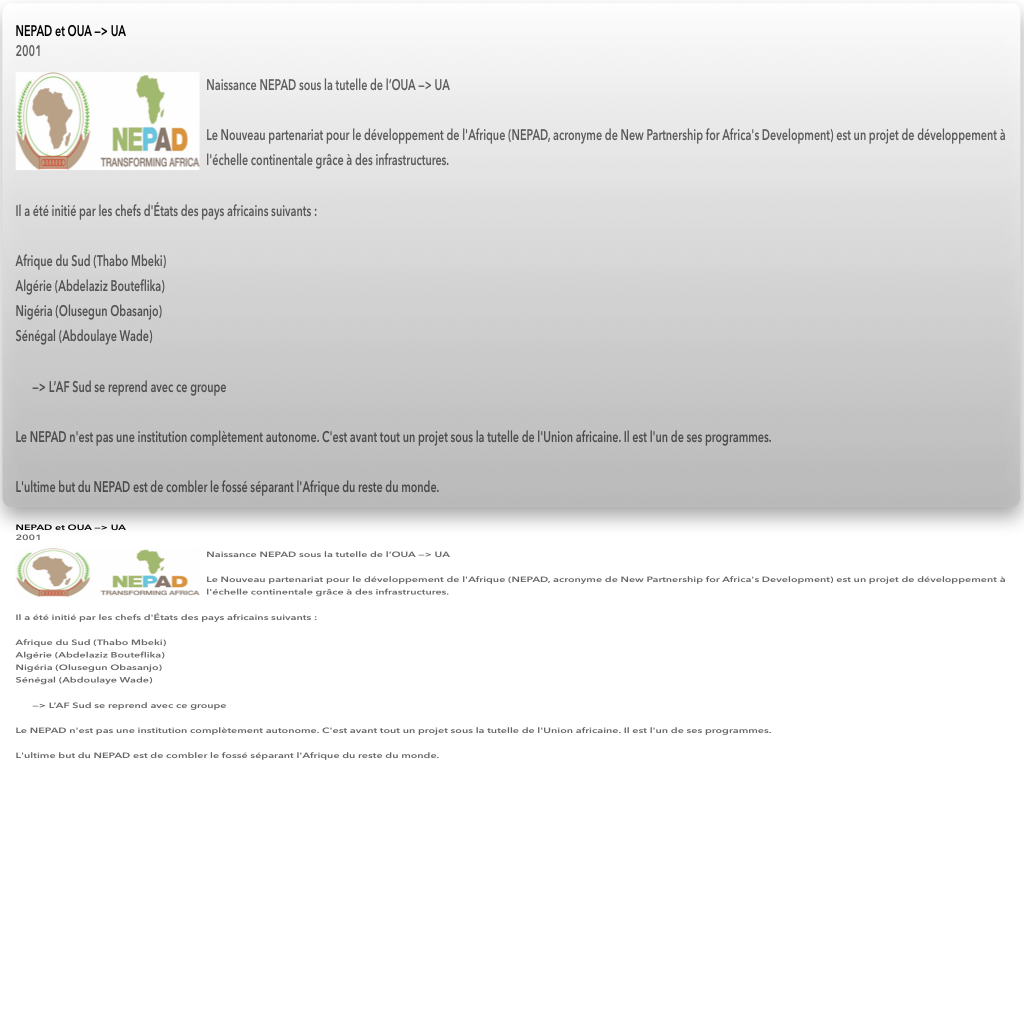 NEPAD et OUA –> UA
2001
Naissance NEPAD sous la tutelle de l’OUA –> UA
NEPAD
TRANSFORMING AFRICA
Le Nouveau partenariat pour le développement de l'Afrique (NEPAD, acronyme de New Partnership for Africa's Development) est un projet de développement à
l'échelle continentale grâce à des infrastructures.
Il a été initié par les chefs d'États des pays africains suivants :
Afrique du Sud (Thabo Mbeki)
Algérie (Abdelaziz Bouteflika)
Nigéria (Olusegun Obasanjo)
Sénégal (Abdoulaye Wade)
–> L’AF Sud se reprend avec ce groupe
Le NEPAD n'est pas une institution complètement autonome. C'est avant tout un projet sous la tutelle de l'Union africaine. Il est l'un de ses programmes.
L'ultime but du NEPAD est de combler le fossé séparant l'Afrique du reste du monde.
NEPAD et OUA –> UA
2001
Naissance NEPAD sous la tutelle de l’OUA –> UA
NEPAD
TRANSFORMING AFRICA
Le Nouveau partenariat pour le développement de l'Afrique (NEPAD, acronyme de New Partnership for Africa's Development) est un projet de développement à
l'échelle continentale grâce à des infrastructures.
Il a été initié par les chefs d'États des pays africains suivants :
Afrique du Sud (Thabo Mbeki)
Algérie (Abdelaziz Bouteflika)
Nigéria (Olusegun Obasanjo)
Sénégal (Abdoulaye Wade)
–> L’AF Sud se reprend avec ce groupe
Le NEPAD n'est pas une institution complètement autonome. C'est avant tout un projet sous la tutelle de l'Union africaine. Il est l'un de ses programmes.
L'ultime but du NEPAD est de combler le fossé séparant l'Afrique du reste du monde.